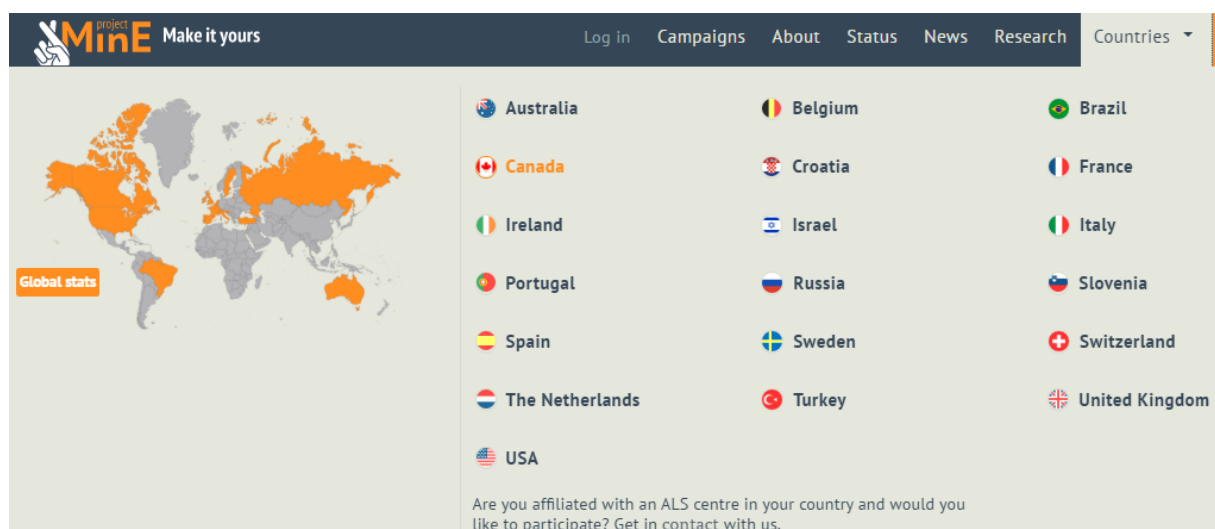 project
MinE Make it yours
Log in Campaigns About Status News Research Countries
Australia Belgium Brazil
Canada Croatia France
Ireland Israel Italy
Global stats
Portugal Russia Slovenia
Spain Sweden Switzerland
The Netherlands Turkey United Kingdom
USA
Are you affiliated with an ALS centre in your country and would you
like to participate? Get in contact with us.